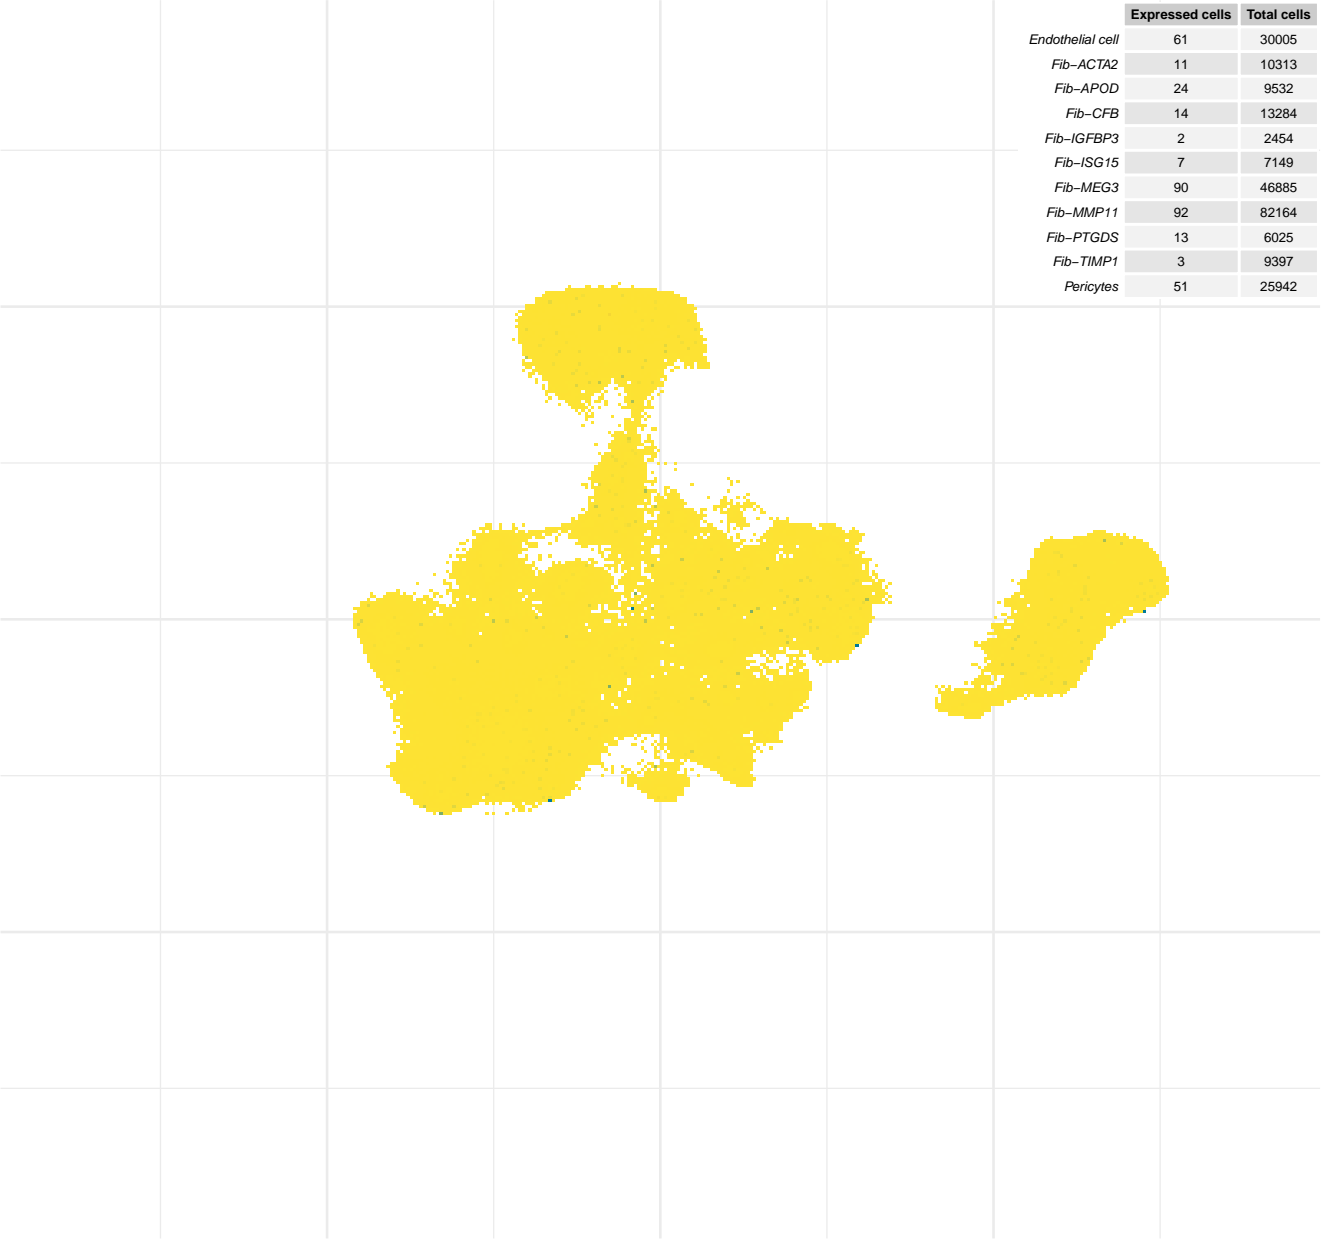 Expressed cells Total cells
Endothelial cell 61 30005
Fib−ACTA2 11 10313
Fib−APOD 24 9532
Fib−CFB 14 13284
Fib−IGFBP3 2 2454
Fib−ISG15 7 7149
Fib−MEG3 90 46885
Fib−MMP11 92 82164
Fib−PTGDS 13 6025
Fib−TIMP1 3 9397
Pericytes 51 25942